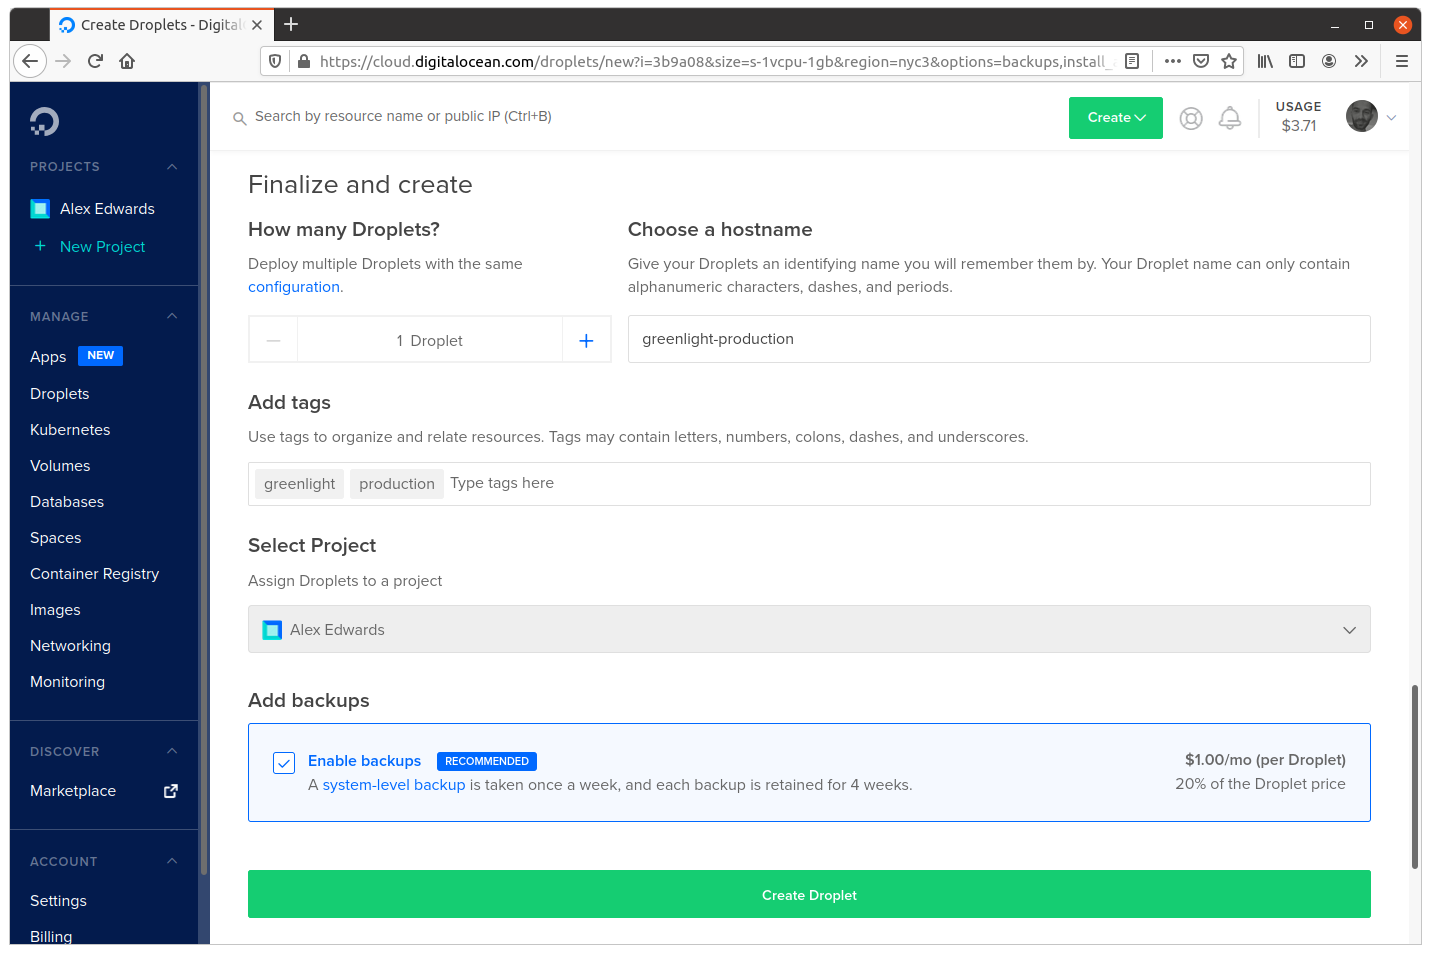 Create Droplets - Digital
https://cloud.digitalocean.com/droplets/new?i=3b9a08&size=s-1vcpu-1gb&region=nyc3&options=backups,install_
Search by resource name or public IP (Ctrl+B)
Create
USAGE
$3.71
PROJECTS
Alex Edwards
+ New Project
MANAGE
Apps NEW
Droplets
Kubernetes
Volumes
Databases
Spaces
Container Registry
Images
Networking
Monitoring
DISCOVER
Marketplace
ACCOUNT
Settings
Billing
Finalize and create
How many Droplets?
Deploy multiple Droplets with the same
configuration.
1 Droplet
Choose a hostname
Give your Droplets an identifying name you will remember them by. Your Droplet name can only contain
alphanumeric characters, dashes, and periods.
greenlight-production
Add tags
Use tags to organize and relate resources. Tags may contain letters, numbers, colons, dashes, and underscores.
greenlight production Type tags here
Select Project
Assign Droplets to a project
Alex Edwards
Add backups
Enable backups RECOMMENDED
A system-level backup is taken once a week, and each backup is retained for 4 weeks.
$1.00/mo (per Droplet)
20% of the Droplet price
Create Droplet